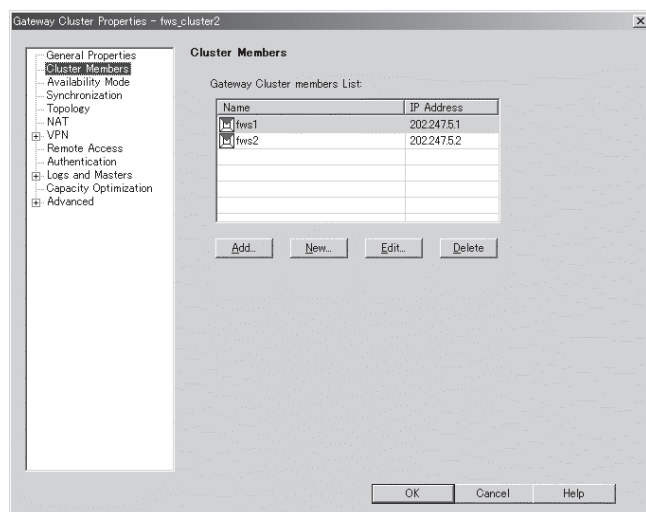 Gateway Cluster Properties - fws_cluster2
General Properties
Cluster Members
Availability Mode
Synchronization
Topology
NAT
VPN
Remote Access
Authentication
Logs and Masters
Capacity Optimization
Advanced
Cluster Members
Gateway Cluster members List:
Name IP Address
fws1 202.247.5.1
fws2 202.247.5.2
Add... New... Edit... Delete
OK Cancel Help